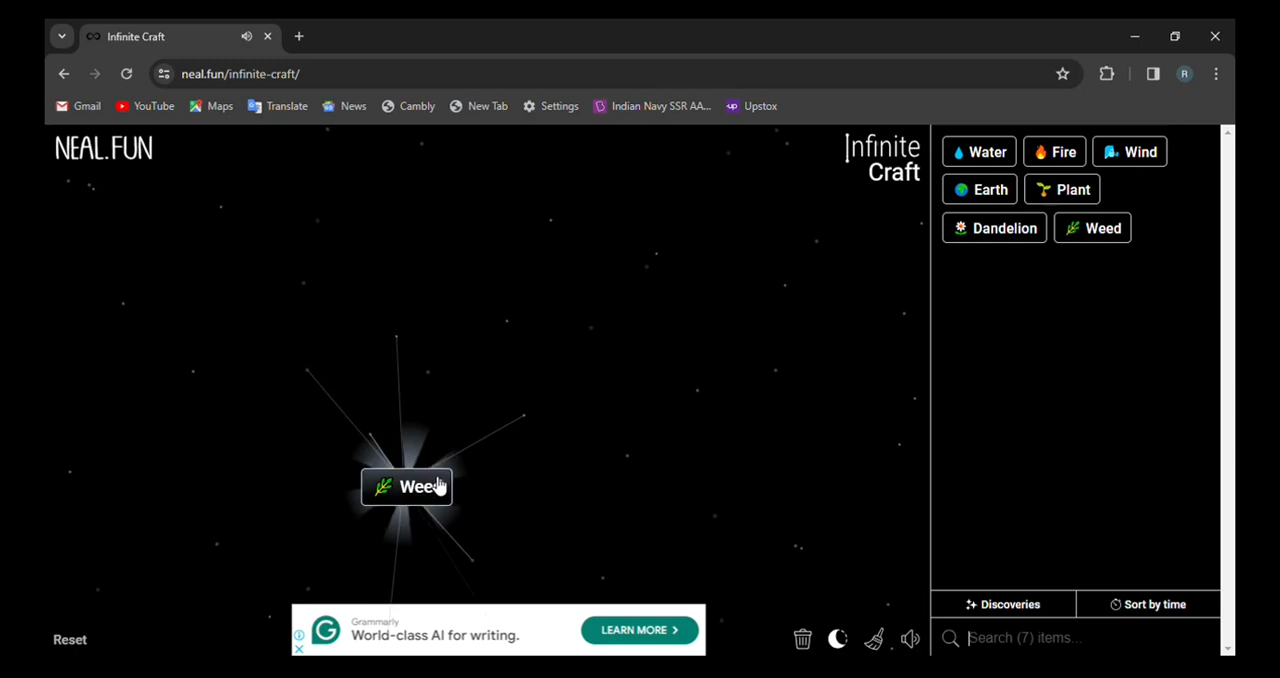 Infinite Craft
neal.fun/infinite-craft/
R
Gmail YouTube Maps Translate News Cambly New Tab Settings Indian Navy SSR AA... up Upstox
NEAL.FUN
Infinite
Craft
Water Fire Wind
Earth Plant
Dandelion Weed
Weed
Grammarly
World-class AI for writing.
LEARN MORE >
Reset
Discoveries Sort by time
Search (7) items...